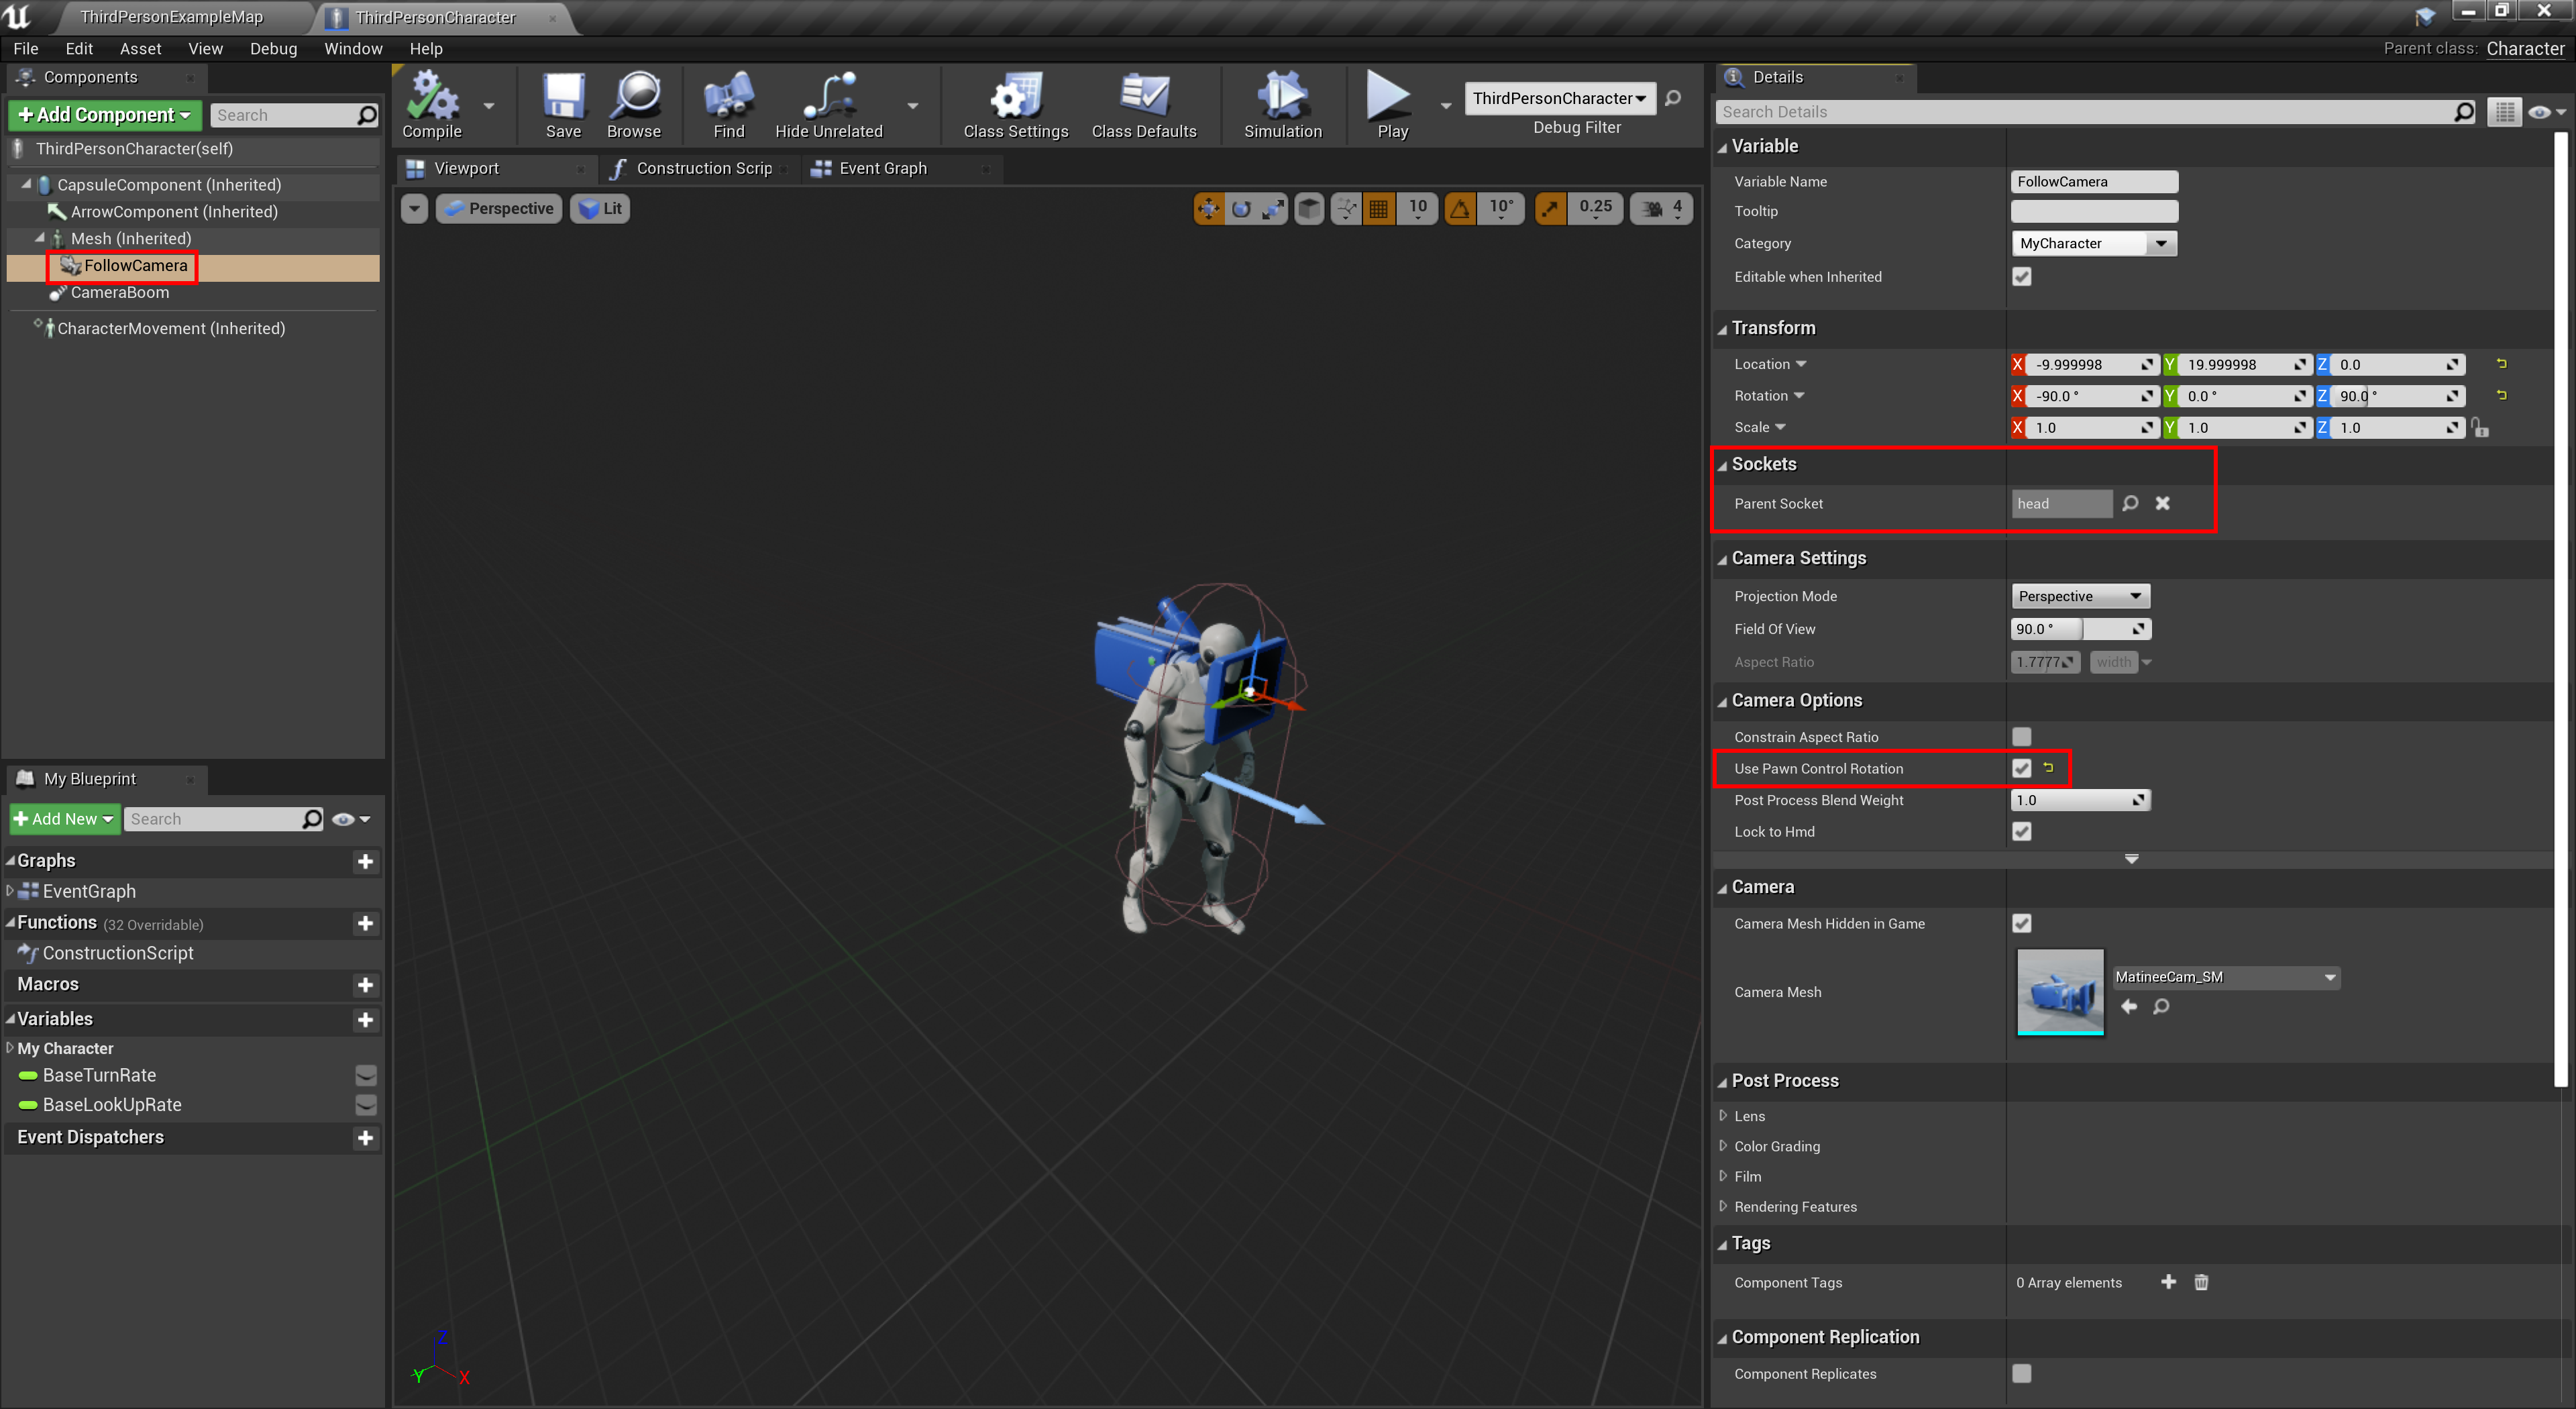 ThirdPersonExampleMap
ThirdPersonCharacter
File Edit Asset View Debug Window Help
Parent class: Character
Components
+ Add Component
Search
ThirdPersonCharacter(self)
CapsuleComponent (Inherited)
ArrowComponent (Inherited)
Mesh (Inherited)
FollowCamera
CameraBoom
CharacterMovement (Inherited)
My Blueprint
+ Add New
Search
Graphs
EventGraph
Functions (32 Overridable)
ConstructionScript
Macros
Variables
My Character
BaseTurnRate
BaseLookUpRate
Event Dispatchers
Compile
Save
Browse
Find
Hide Unrelated
Class Settings
Class Defaults
Simulation
Play
ThirdPersonCharacter
Debug Filter
Viewport
Construction Scrip
Event Graph
Perspective
Lit
10
10°
0.25
4
Z
Y
X
Details
Search Details
Variable
Variable Name FollowCamera
Tooltip
Category MyCharacter
Editable when Inherited
Transform
Location X -9.999998 Y 19.999998 Z 0.0
Rotation X -90.0 ° Y 0.0 ° Z 90.0 °
Scale X 1.0 Y 1.0 Z 1.0
Sockets
Parent Socket head
Camera Settings
Projection Mode Perspective
Field Of View 90.0 °
Aspect Ratio 1.7777 width
Camera Options
Constrain Aspect Ratio
Use Pawn Control Rotation
Post Process Blend Weight 1.0
Lock to Hmd
Camera
Camera Mesh Hidden in Game
Camera Mesh MatineeCam_SM
Post Process
Lens
Color Grading
Film
Rendering Features
Tags
Component Tags 0 Array elements
Component Replication
Component Replicates